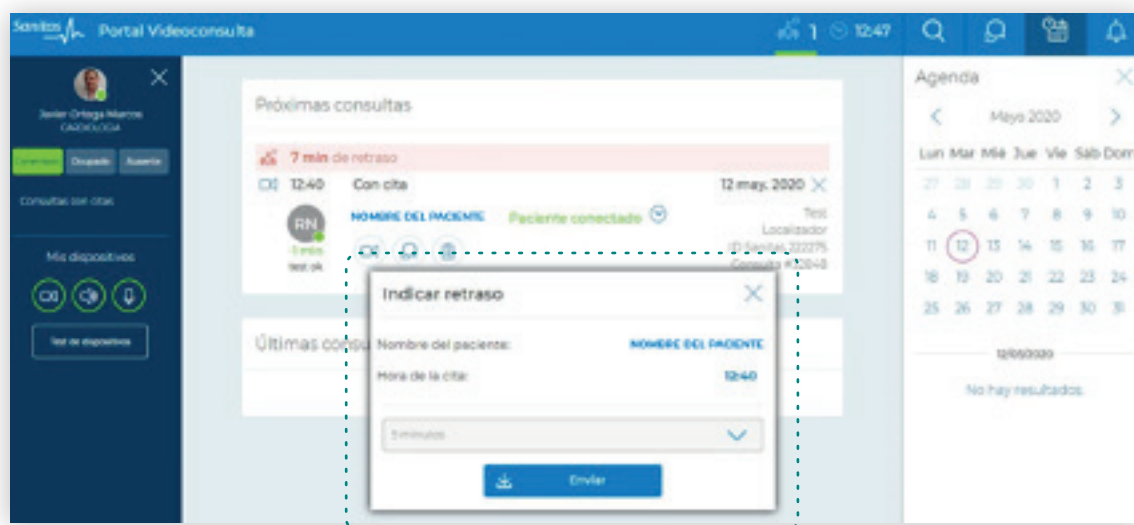 Sanitas Portal Videoconsulta
1 12:47
Javier Ortega Marcos
CARDIOLOGIA
Conectado Ocupado Ausente
Consultas con citas
Mis dispositivos
Test de dispositivos
Próximas consultas
7 min de retraso
12:40 Con cita 12 may. 2020
RN
NOMBRE DEL PACIENTE Paciente conectado
test ok
Test
Localizador
ID Sanitas 222275
Consulta
Últimas consu
Indicar retraso
Nombre del paciente: NOMBRE DEL PACIENTE
Hora de la cita: 12:40
5 minutos
Enviar
Agenda
Mayo 2020
Lun Mar Mié Jue Vie Sab Dom
27 28 29 30 1 2 3
4 5 6 7 8 9 10
11 12 13 14 15 16 17
18 19 20 21 22 23 24
25 26 27 28 29 30 31
12/05/2020
No hay resultados.